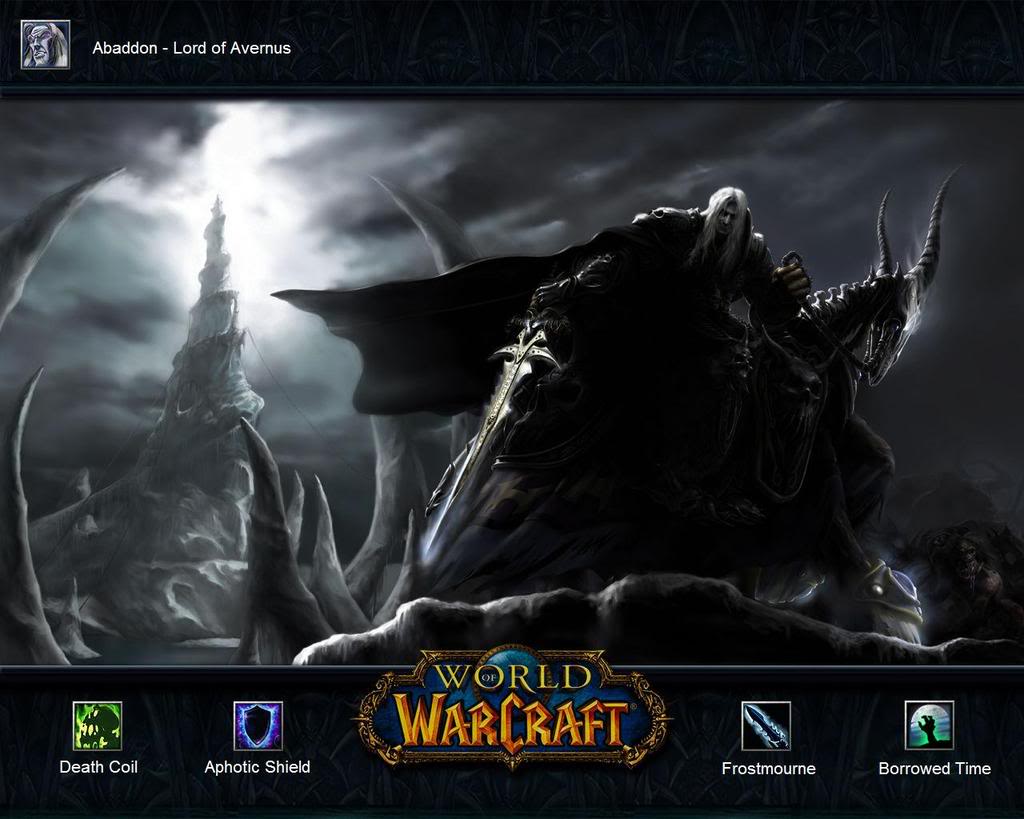 Abaddon - Lord of Avernus
WORLD
OF
WARCRAFT®
Death Coil
Aphotic Shield
Frostmourne
Borrowed Time